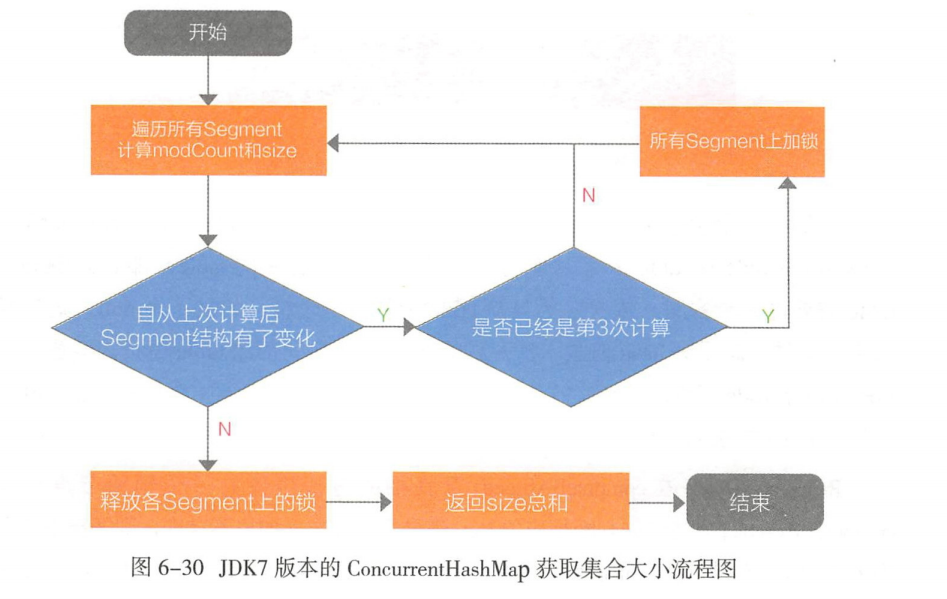 开始
遍历所有Segment
计算modCount和size
所有Segment上加锁
N
自从上次计算后
Segment结构有了变化
Y
是否已经是第3次计算
Y
N
释放各Segment上的锁
返回size总和
结束
图 6-30 JDK7 版本的 ConcurrentHashMap 获取集合大小流程图